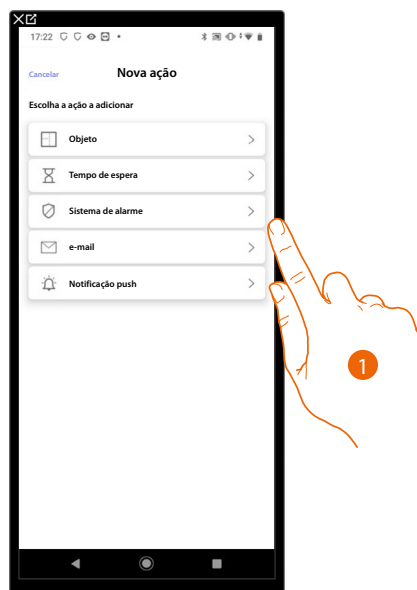 17:22
Cancelar Nova ação
Escolha a ação a adicionar
Objeto
Tempo de espera
Sistema de alarme
e-mail
Notificação push
1